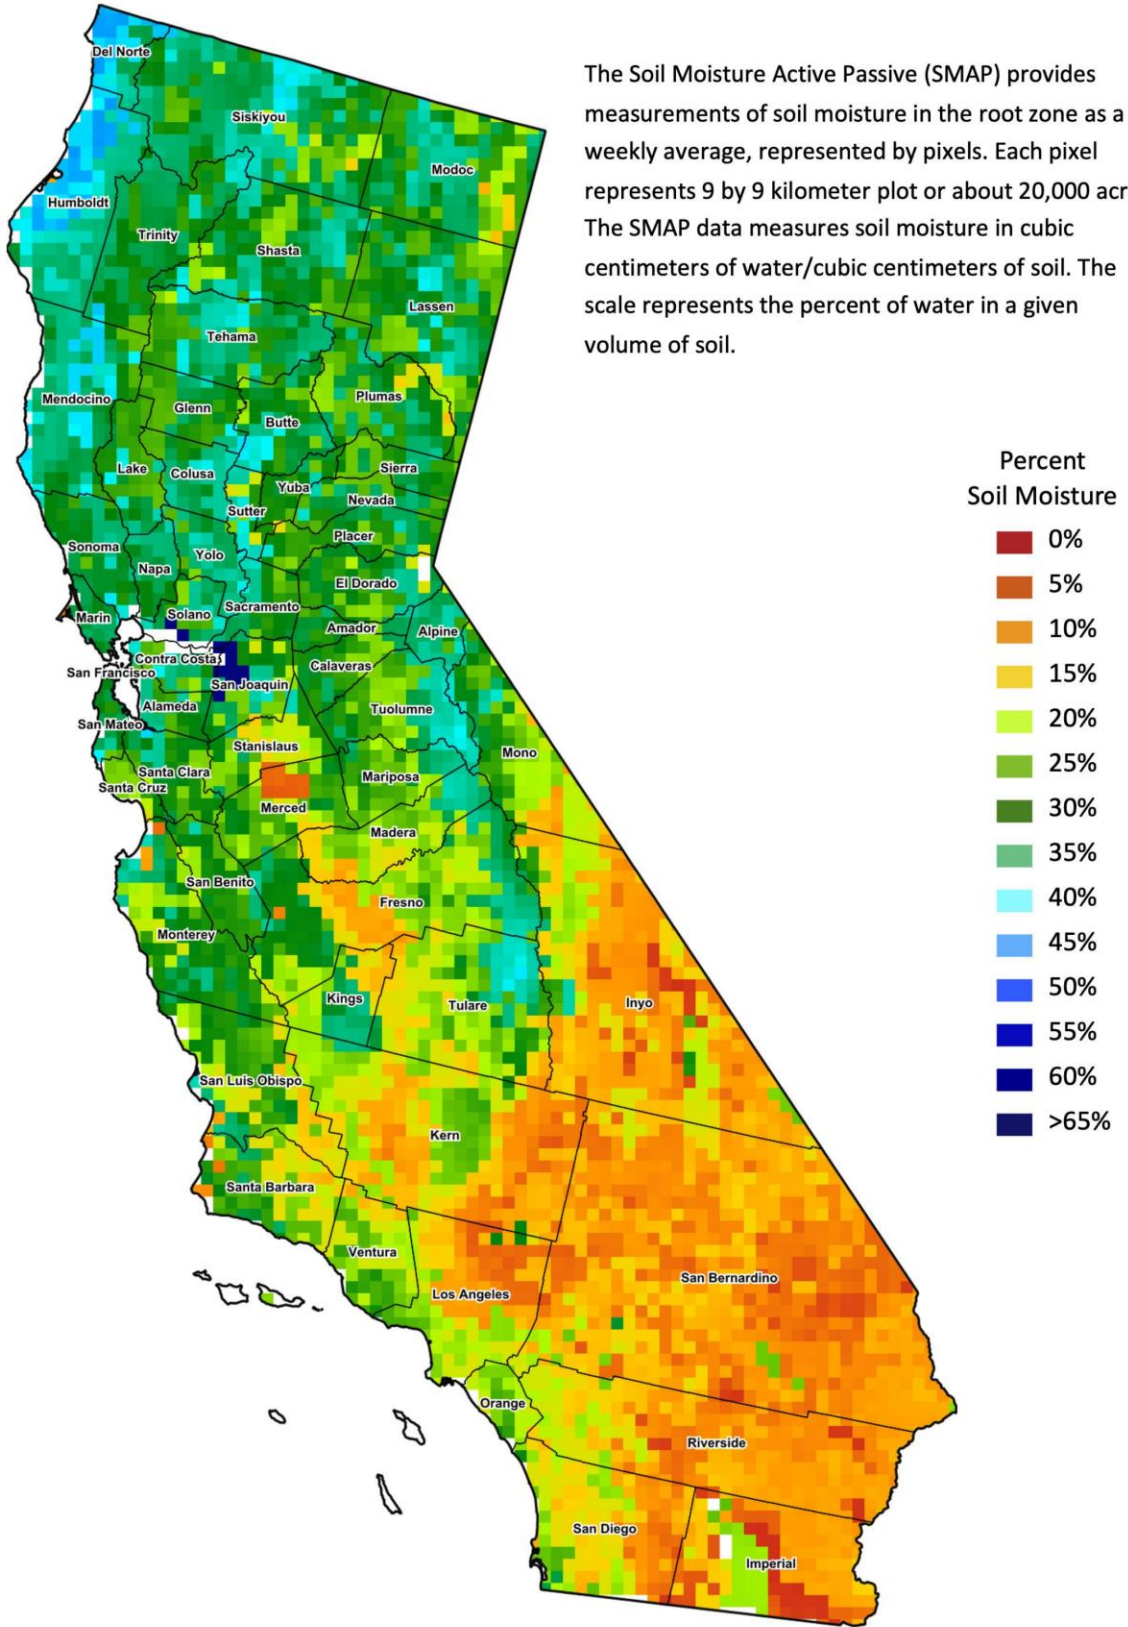 The Soil Moisture Active Passive (SMAP) provides
measurements of soil moisture in the root zone as a
weekly average, represented by pixels. Each pixel
represents 9 by 9 kilometer plot or about 20,000 acr
The SMAP data measures soil moisture in cubic
centimeters of water/cubic centimeters of soil. The
scale represents the percent of water in a given
volume of soil.
Del Norte
Siskiyou
Modoc
Humboldt
Trinity
Shasta
Lassen
Tehama
Mendocino
Glenn
Butte
Plumas
Lake
Colusa
Sierra
Yuba
Nevada
Sutter
Placer
Sonoma
Napa
Yolo
El Dorado
Marin
Solano
Sacramento
Amador
Alpine
Contra Costa
Calaveras
San Francisco
San Joaquin
Alameda
Tuolumne
San Mateo
Stanislaus
Mono
Santa Clara
Mariposa
Santa Cruz
Merced
Madera
San Benito
Fresno
Monterey
Kings
Tulare
Inyo
San Luis Obispo
Kern
Santa Barbara
Ventura
San Bernardino
Los Angeles
Orange
Riverside
San Diego
Imperial
Percent
Soil Moisture
0%
5%
10%
15%
20%
25%
30%
35%
40%
45%
50%
55%
60%
>65%